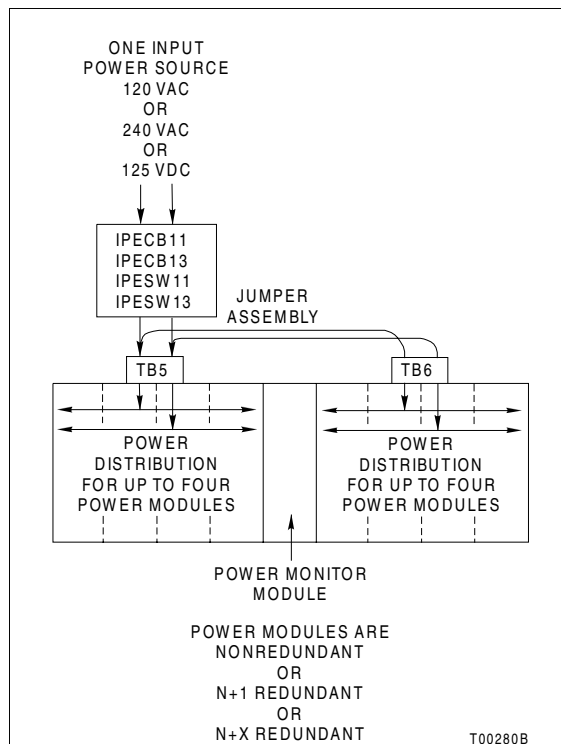 ONE INPUT
POWER SOURCE
120 VAC
OR
240 VAC
OR
125 VDC
IPECB11
IPECB13
IPESW11
IPESW13
JUMPER
ASSEMBLY
TB5
TB6
POWER
DISTRIBUTION
FOR UP TO FOUR
POWER MODULES
POWER
DISTRIBUTION
FOR UP TO FOUR
POWER MODULES
POWER MONITOR
MODULE
POWER MODULES ARE
NONREDUNDANT
OR
N+1 REDUNDANT
OR
N+X REDUNDANT
T00280B